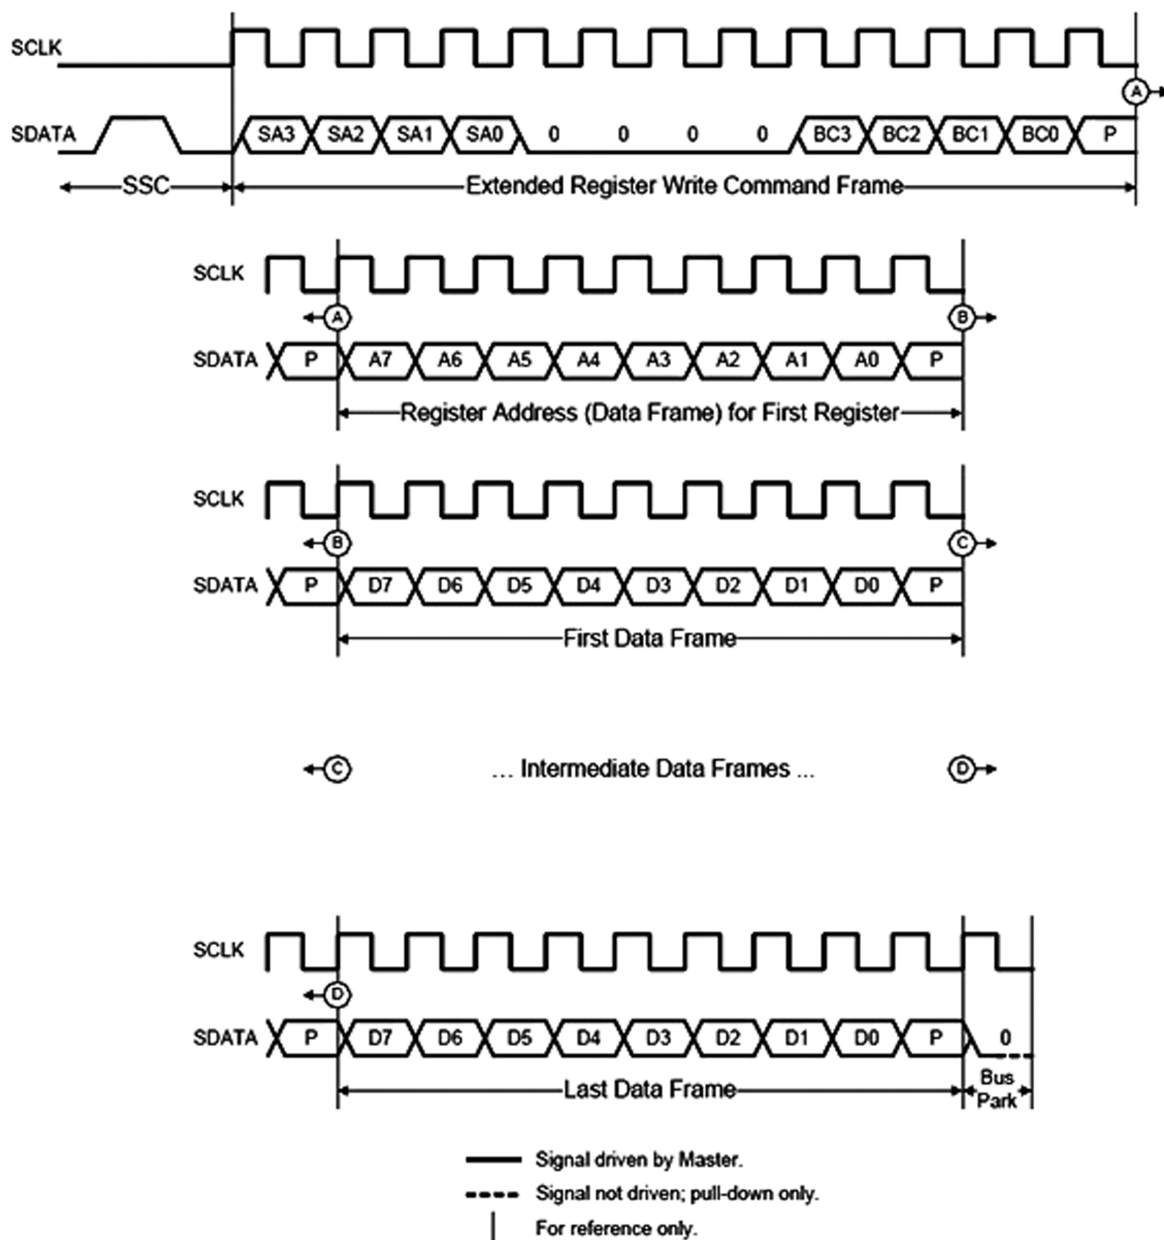 SCLK
A
SDATA SA3 SA2 SA1 SA0 0 0 0 0 BC3 BC2 BC1 BC0 P
SSC Extended Register Write Command Frame
SCLK
A B
SDATA P A7 A6 A5 A4 A3 A2 A1 A0 P
Register Address (Data Frame) for First Register
SCLK
B C
SDATA P D7 D6 D5 D4 D3 D2 D1 D0 P
First Data Frame
C ... Intermediate Data Frames ... D
SCLK
D
SDATA P D7 D6 D5 D4 D3 D2 D1 D0 P 0
Last Data Frame Bus
Park
Signal driven by Master.
Signal not driven; pull-down only.
For reference only.